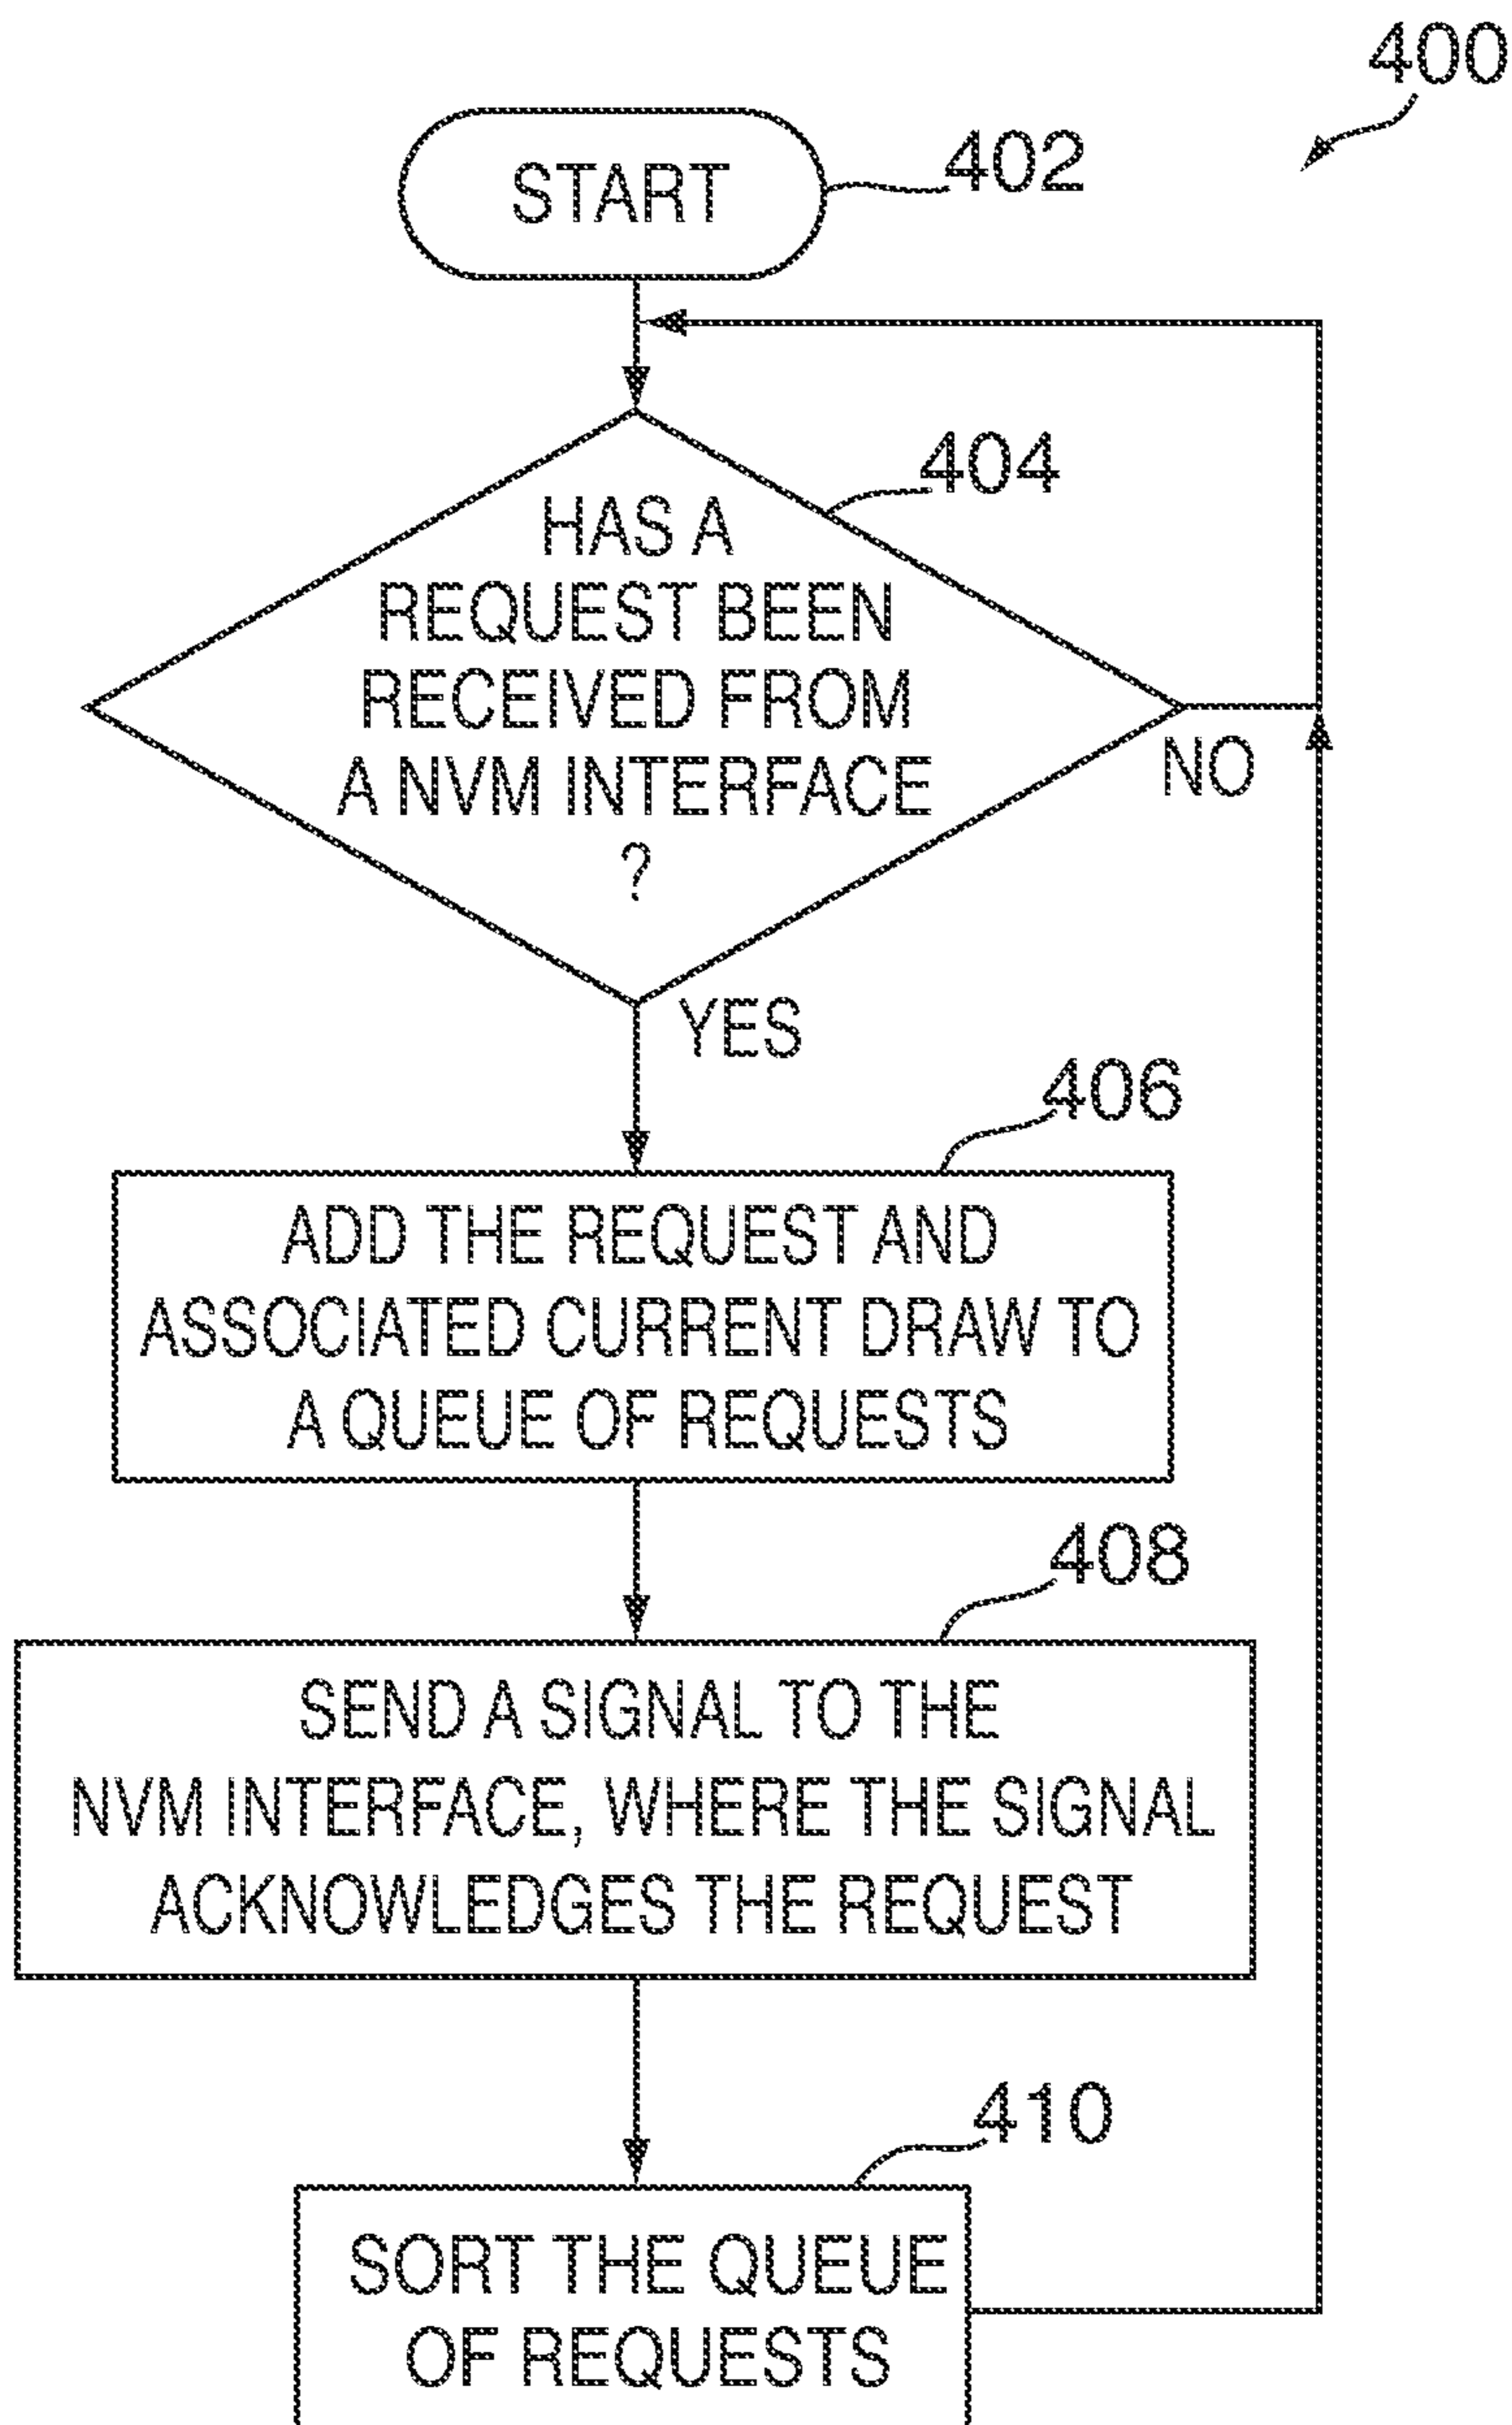 400
START
402
404
HAS A
REQUEST BEEN
RECEIVED FROM
A NVM INTERFACE
?
NO
YES
406
ADD THE REQUEST AND
ASSOCIATED CURRENT DRAW TO
A QUEUE OF REQUESTS
408
SEND A SIGNAL TO THE
NVM INTERFACE, WHERE THE SIGNAL
ACKNOWLEDGES THE REQUEST
410
SORT THE QUEUE
OF REQUESTS